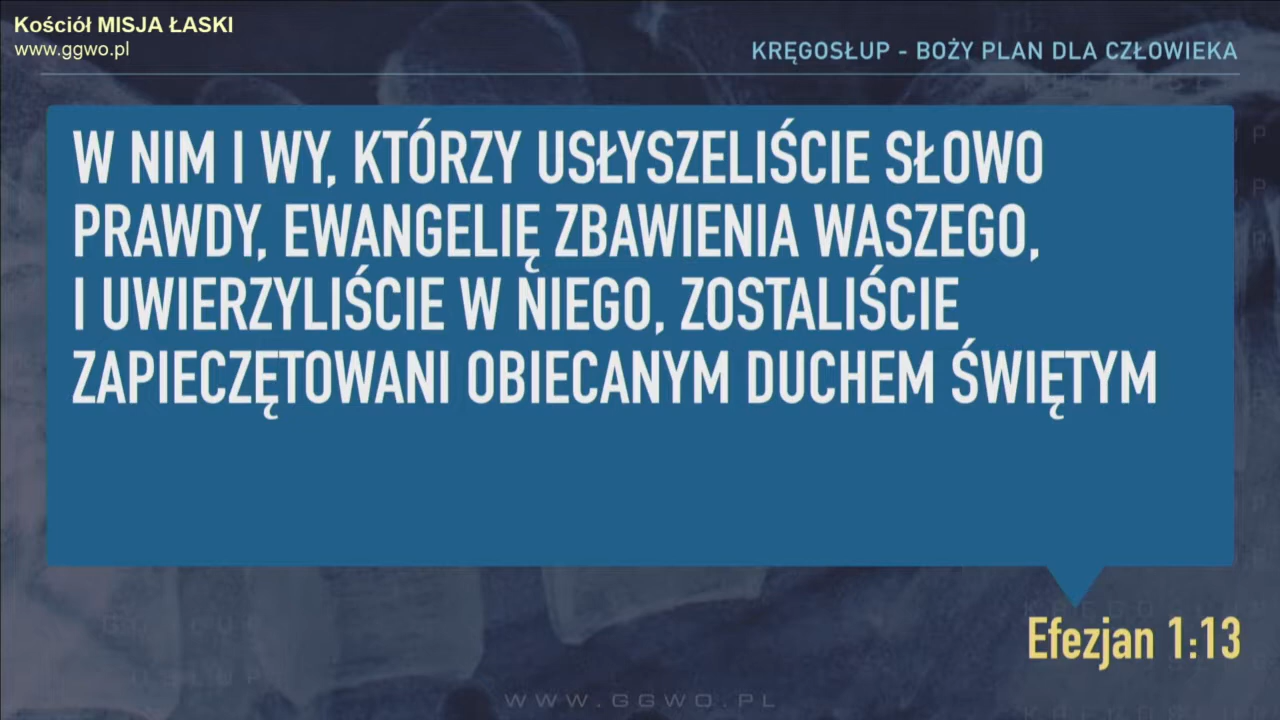 Kościół MISJA ŁASKI
www.ggwo.pl
KRĘGOSŁUP - BOŻY PLAN DLA CZŁOWIEKA
W NIM I WY, KTÓRZY USŁYSZELIŚCIE SŁOWO
PRAWDY, EWANGELIĘ ZBAWIENIA WASZEGO,
I UWIERZYLIŚCIE W NIEGO, ZOSTALIŚCIE
ZAPIECZĘTOWANI OBIECANYM DUCHEM ŚWIĘTYM
Efezjan 1:13
WWW.GGWO.PL